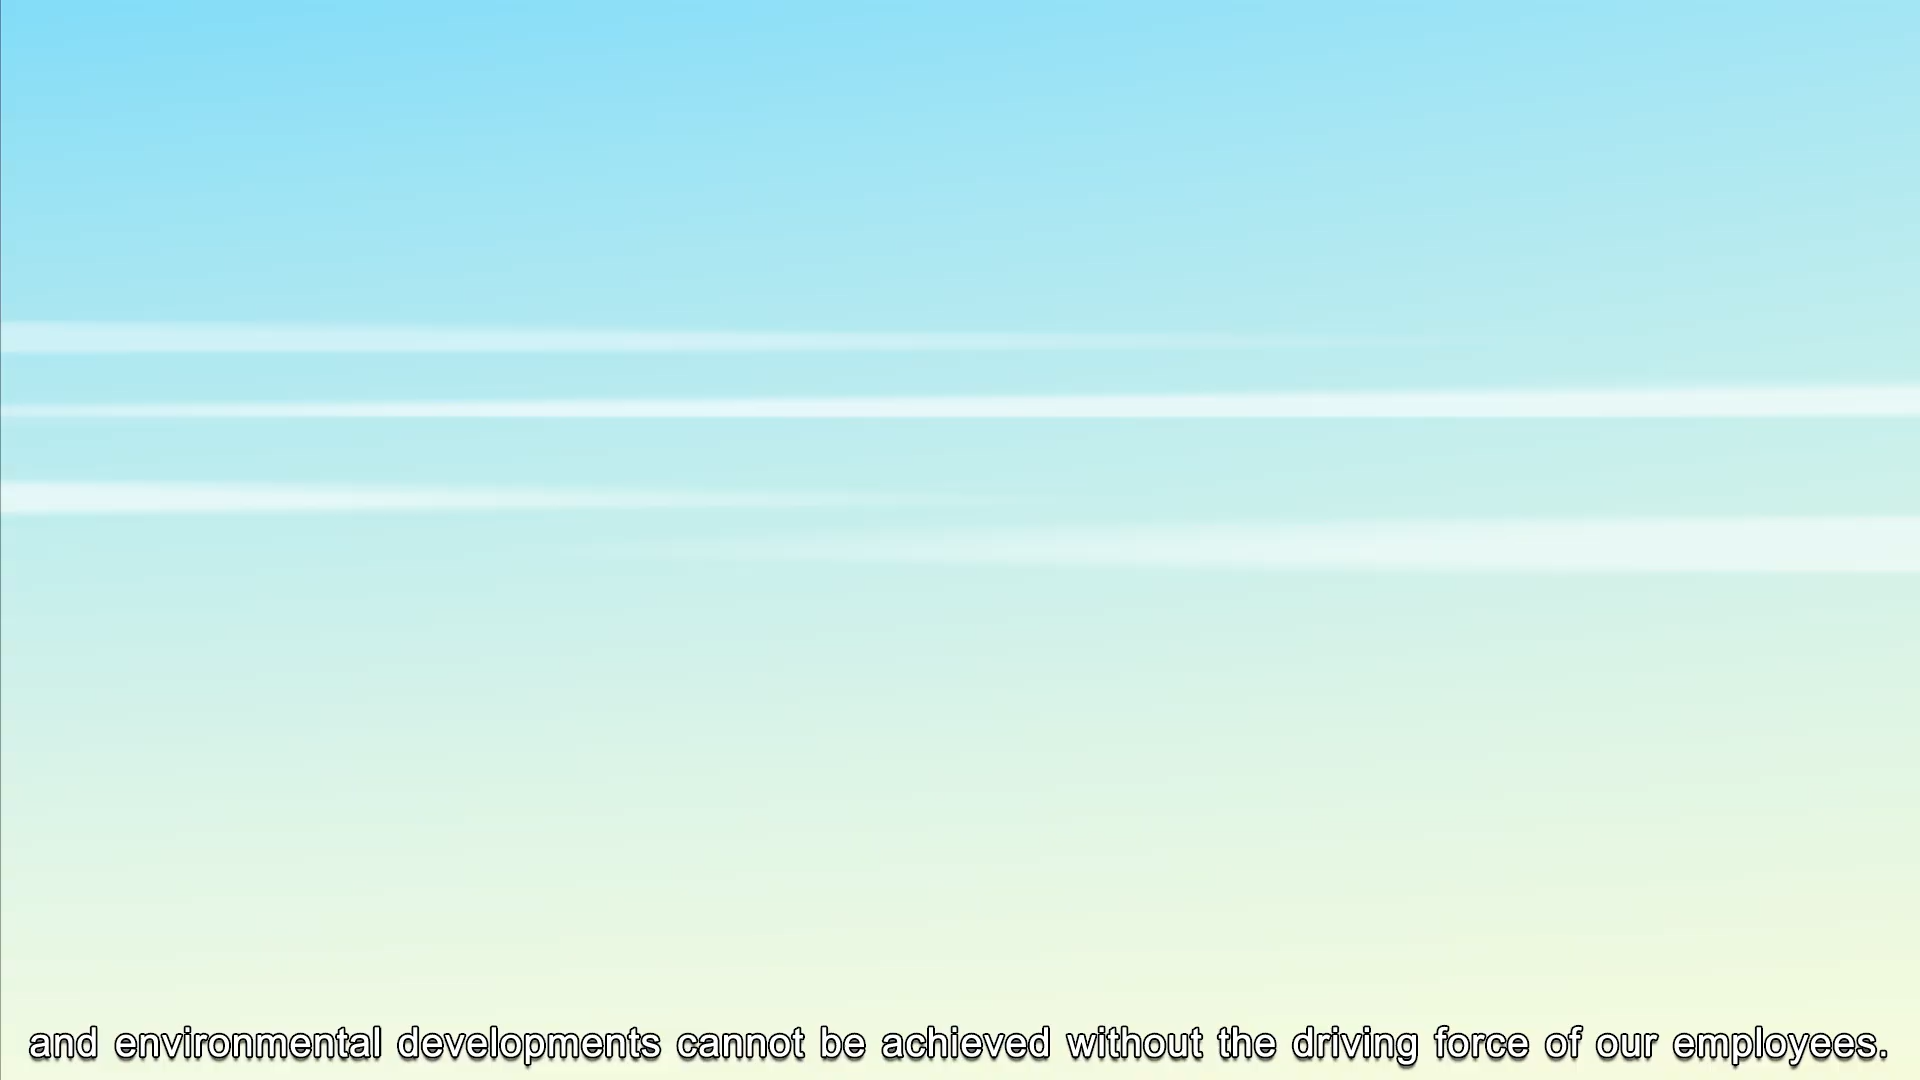 and environmental developments cannot be achieved without the driving force of our employees.